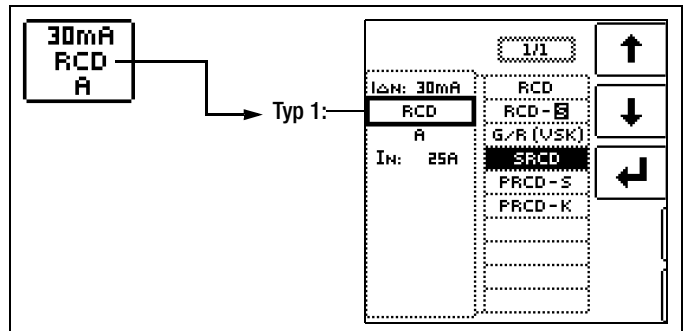 30mA
RCD
A
Typ 1:
1/1
IΔN: 30mA
RCD
A
IN: 25A
RCD
RCD-S
G/R (VSK)
SRCD
PRCD-S
PRCD-K